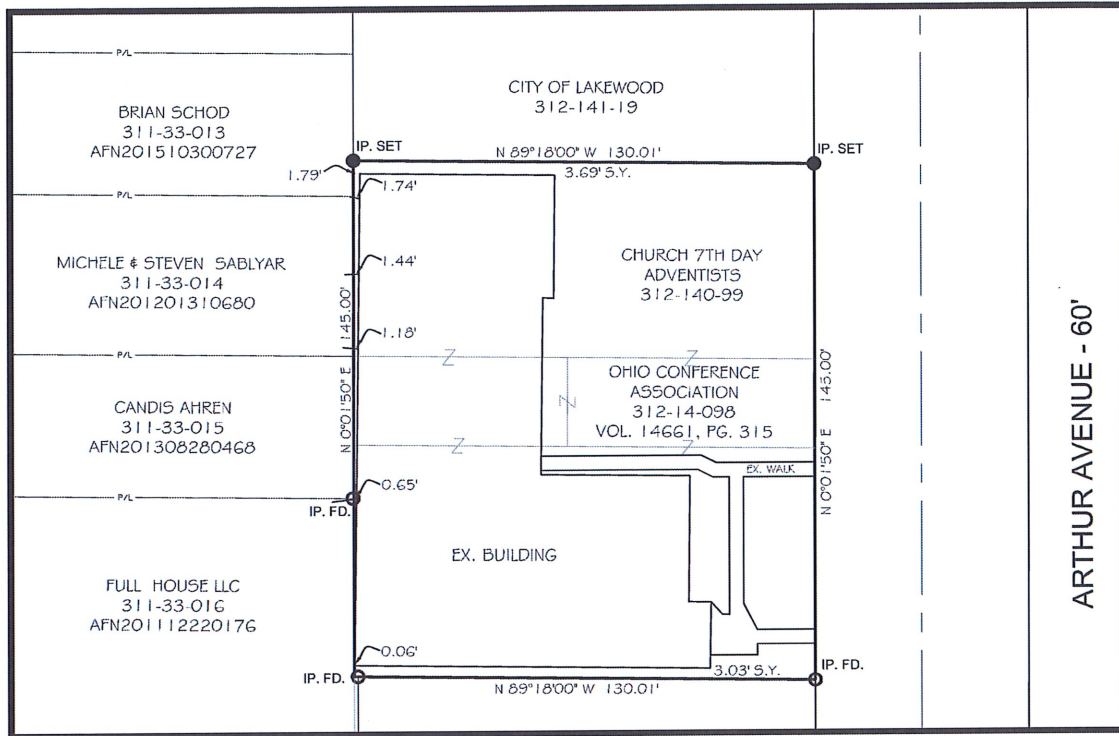 P/L
BRIAN SCHOD
311-33-013
AFN201510300727
CITY OF LAKEWOOD
312-141-19
IP. SET
N 89°18'00" W 130.01'
IP. SET
3.69' S.Y.
1.79'
P/L
1.74'
MICHELE & STEVEN SABLYAR
311-33-014
AFN201201310680
1.44'
CHURCH 7TH DAY
ADVENTISTS
312-140-99
1.18'
N 0°01'50" E 145.00'
P/L
Z
Z
CANDIS AHREN
311-33-015
AFN201308280468
Z
OHIO CONFERENCE
ASSOCIATION
312-14-098
VOL. 14661, PG. 315
Z
Z
N 0°01'50" E 145.00'
EX. WALK
P/L
0.65'
IP. FD.
EX. BUILDING
FULL HOUSE LLC
311-33-016
AFN201112220176
0.06'
IP. FD.
3.03' S.Y.
IP. FD.
N 89°18'00" W 130.01'
ARTHUR AVENUE - 60'